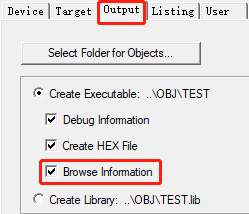 Device Target Output Listing User
Select Folder for Objects...
Create Executable: ..\OBJ\TEST
Debug Information
Create HEX File
Browse Information
Create Library: ..\OBJ\TEST.lib